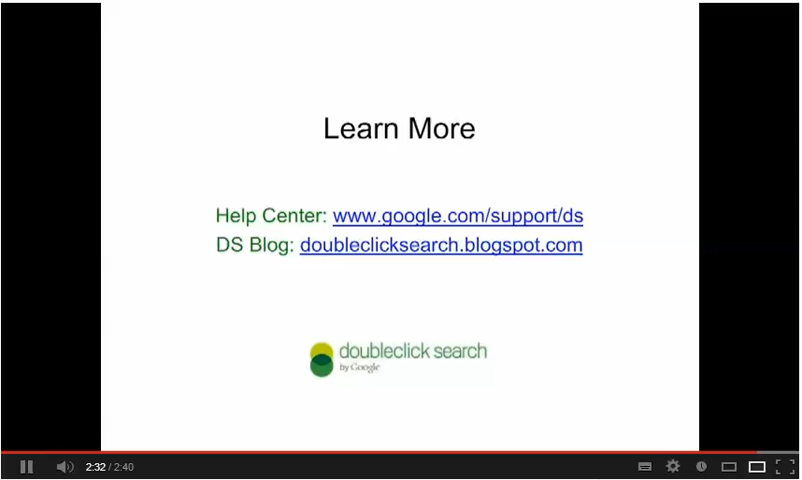 Learn More
Help Center: www.google.com/support/ds
DS Blog: doubleclicksearch.blogspot.com
doubleclick search
by Google
2:32 / 2:40